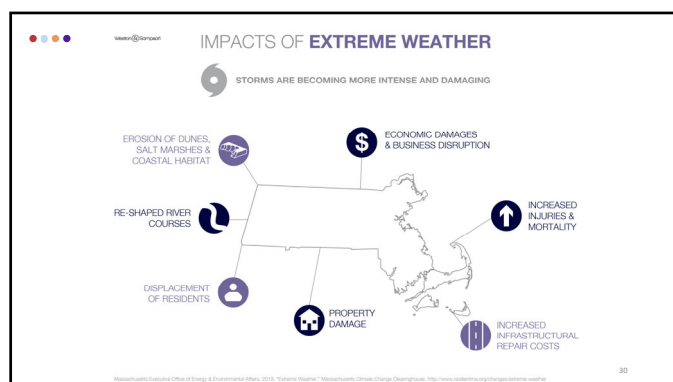 Weston & Sampson
IMPACTS OF EXTREME WEATHER
STORMS ARE BECOMING MORE INTENSE AND DAMAGING
EROSION OF DUNES,
SALT MARSHES &
COASTAL HABITAT
$
ECONOMIC DAMAGES
& BUSINESS DISRUPTION
RE-SHAPED RIVER
COURSES
INCREASED
INJURIES &
MORTALITY
DISPLACEMENT
OF RESIDENTS
PROPERTY
DAMAGE
INCREASED
INFRASTRUCTURAL
REPAIR COSTS
30
Massachusetts Executive Office of Energy & Environmental Affairs. 2019. "Extreme Weather." Massachusetts Climate Change Clearinghouse. http://www.resilientma.org/changes/extreme-weather